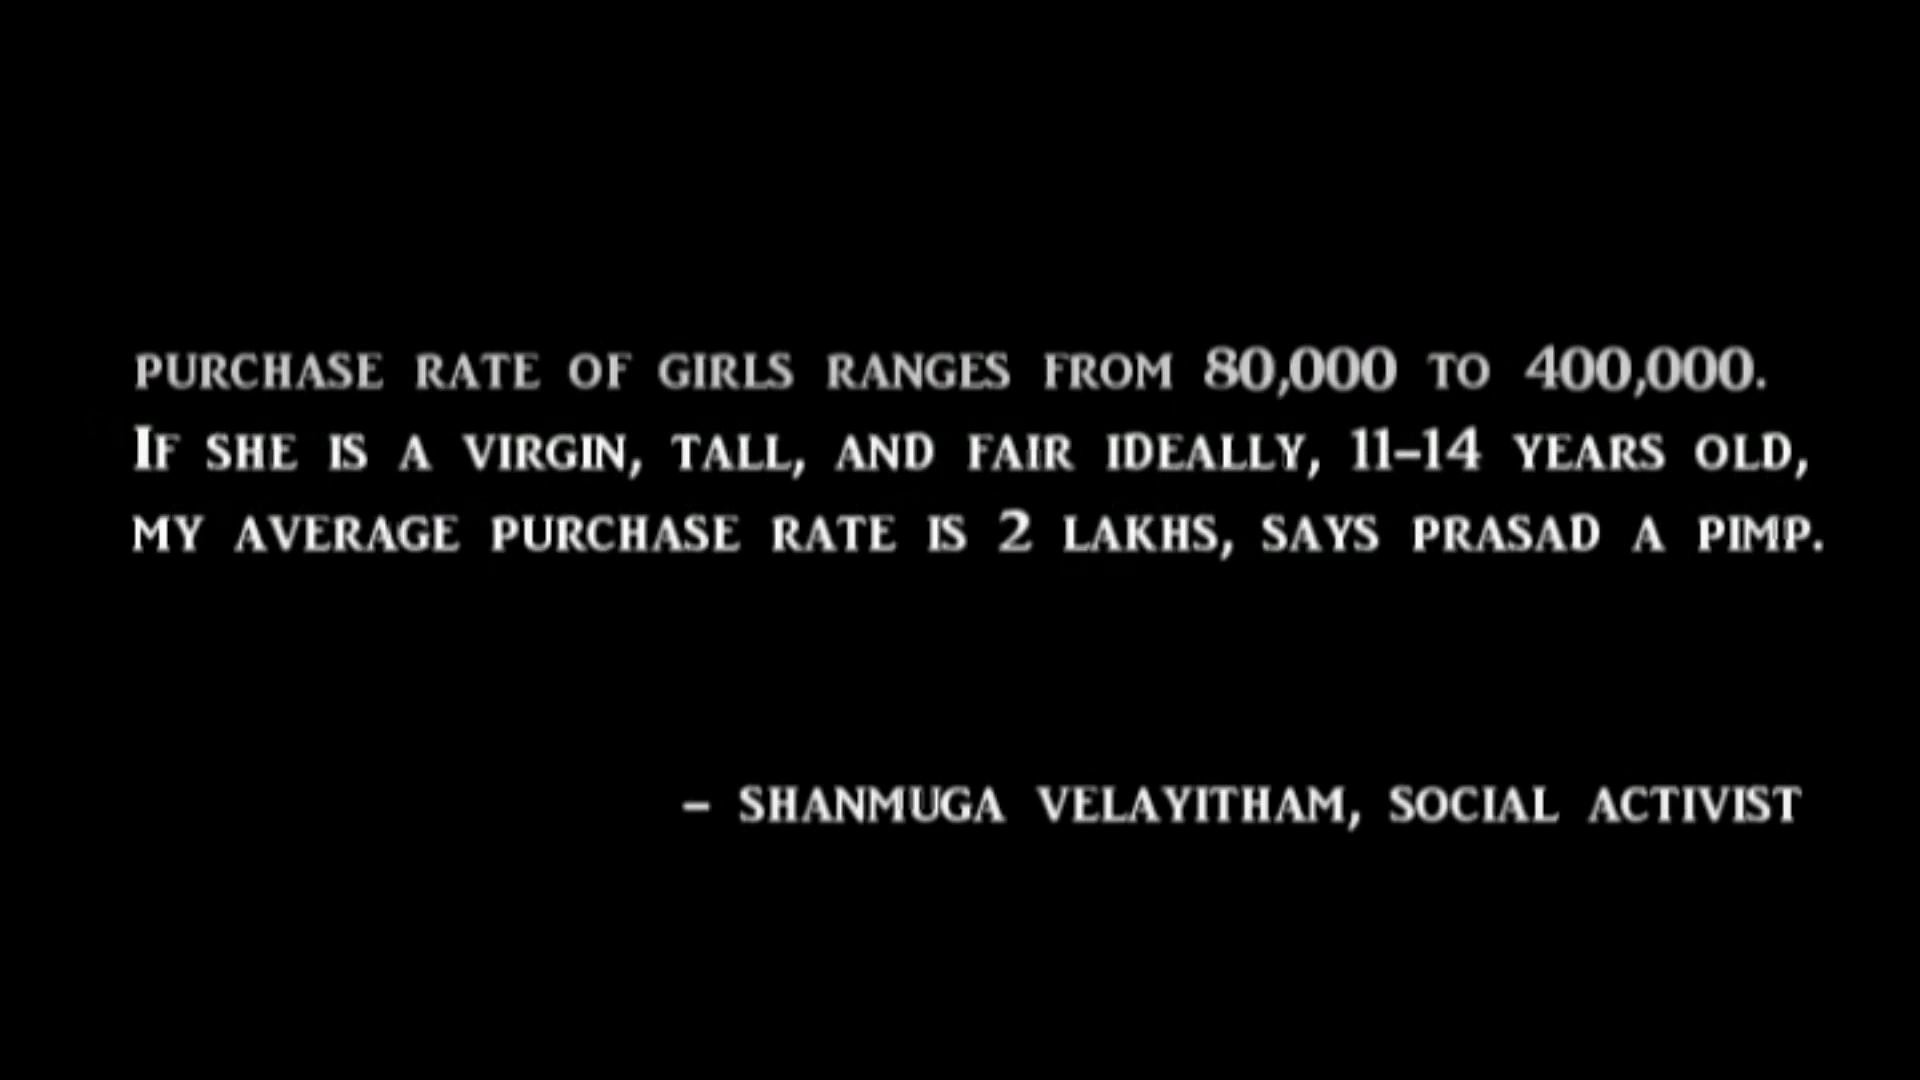 PURCHASE RATE OF GIRLS RANGES FROM 80,000 TO 400,000.
IF SHE IS A VIRGIN, TALL, AND FAIR IDEALLY, 11–14 YEARS OLD,
MY AVERAGE PURCHASE RATE IS 2 LAKHS, SAYS PRASAD A PIMP.
– SHANMUGA VELAYITHAM, SOCIAL ACTIVIST